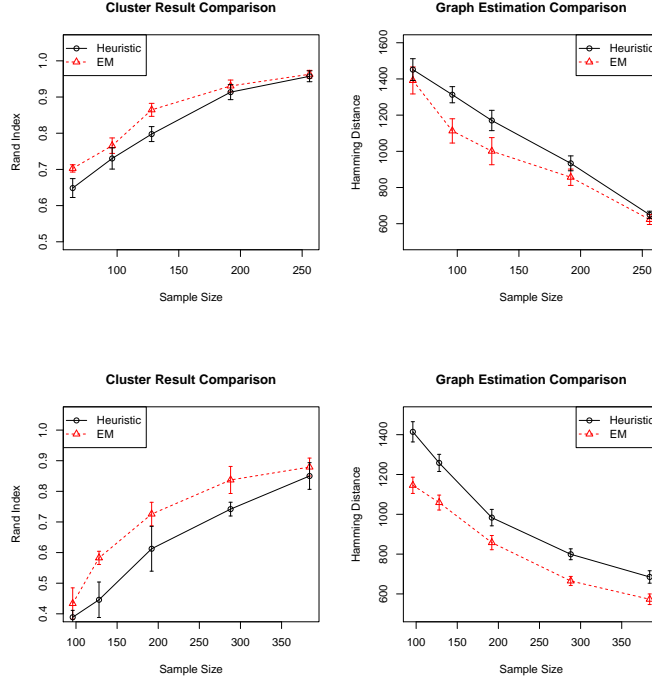 Cluster Result Comparison
Heuristic
EM
Rand Index
1.0
0.9
0.8
0.7
0.6
0.5
100 150 200 250
Sample Size
Graph Estimation Comparison
Heuristic
EM
Hamming Distance
1600
1400
1200
1000
800
600
100 150 200 250
Sample Size
Cluster Result Comparison
Heuristic
EM
Rand Index
1.0
0.9
0.8
0.7
0.6
0.5
0.4
100 150 200 250 300 350
Sample Size
Graph Estimation Comparison
Heuristic
EM
Hamming Distance
1400
1200
1000
800
600
100 150 200 250 300 350
Sample Size